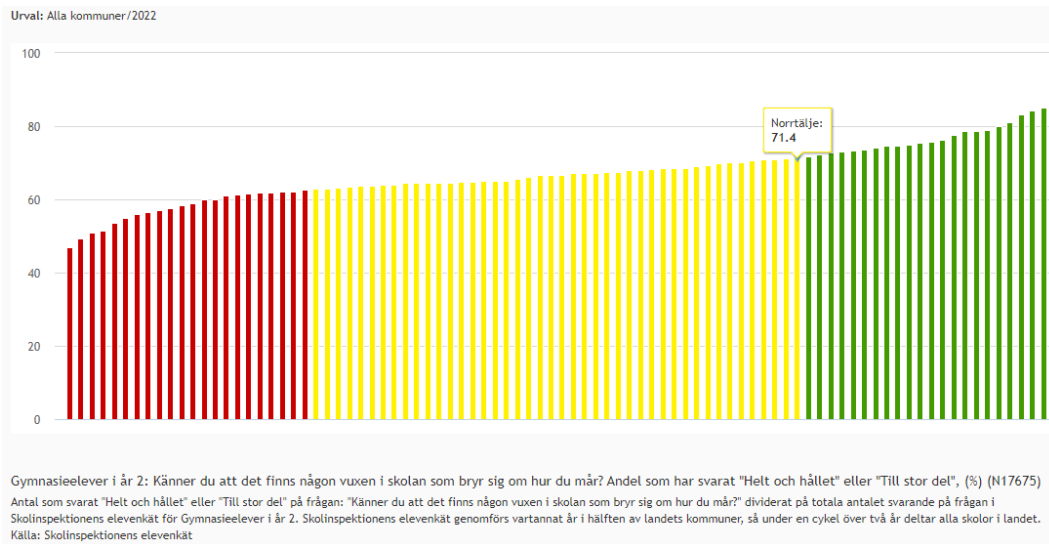 Urval: Alla kommuner/2022
100
80
60
40
20
0
Norrtälje:
71.4
Gymnasieelever i år 2: Känner du att det finns någon vuxen i skolan som bryr sig om hur du mår? Andel som har svarat "Helt och hållet" eller "Till stor del", (%) (N17675)
Antal som svarat "Helt och hållet" eller "Till stor del" på frågan: "Känner du att det finns någon vuxen i skolan som bryr sig om hur du mår?" dividerat på totala antalet svarande på frågan i
Skolinspektionens elevenkät för Gymnasieelever i år 2. Skolinspektionens elevenkät genomförs vartannat år i hälften av landets kommuner, så under en cykel över två år deltar alla skolor i landet.
Källa: Skolinspektionens elevenkät